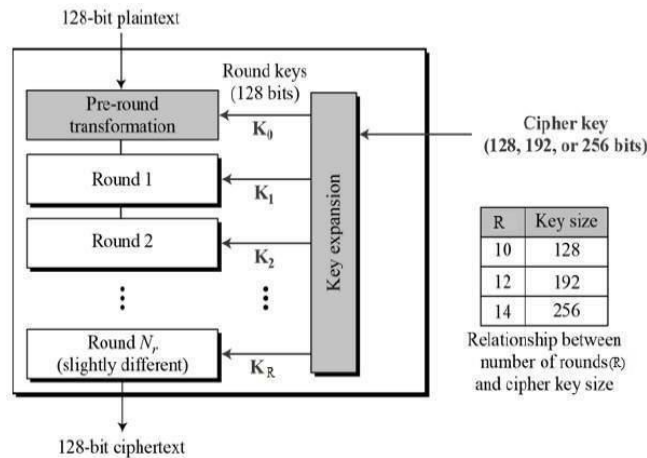 128-bit plaintext
Round keys
(128 bits)
Pre-round
transformation
K₀
Cipher key
(128, 192, or 256 bits)
Round 1
K₁
Round 2
K₂
Key expansion
R Key size
10 128
12 192
14 256
Round Nᵣ
(slightly different)
K_R
Relationship between
number of rounds(R)
and cipher key size
128-bit ciphertext